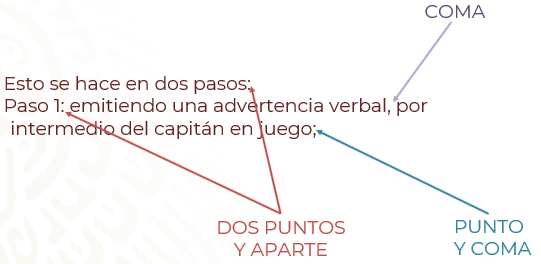 COMA
Esto se hace en dos pasos:
Paso 1: emitiendo una advertencia verbal, por
intermedio del capitán en juego;
DOS PUNTOS
Y APARTE
PUNTO
Y COMA